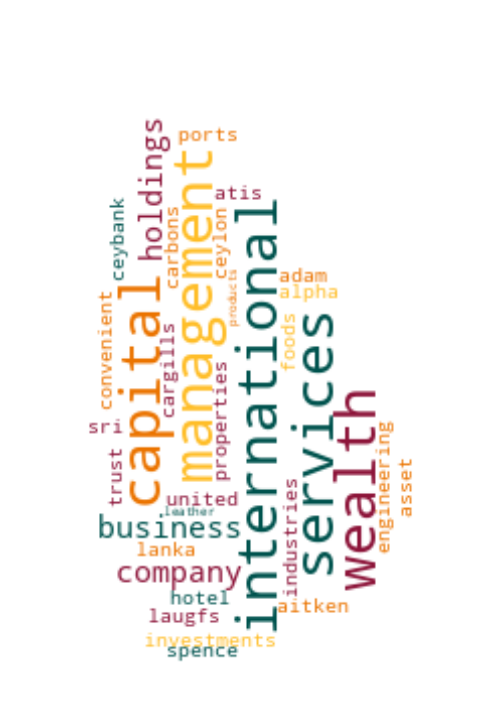 ports
holdings
management
atis
ceybank
carbons
ceylon
international
products
adam
alpha
capital
convenient
foods
services
cargills
properties
wealth
sri
engineering
trust
asset
industries
united
leather
business
lanka
company
hotel
aitken
laugfs
investments
spence